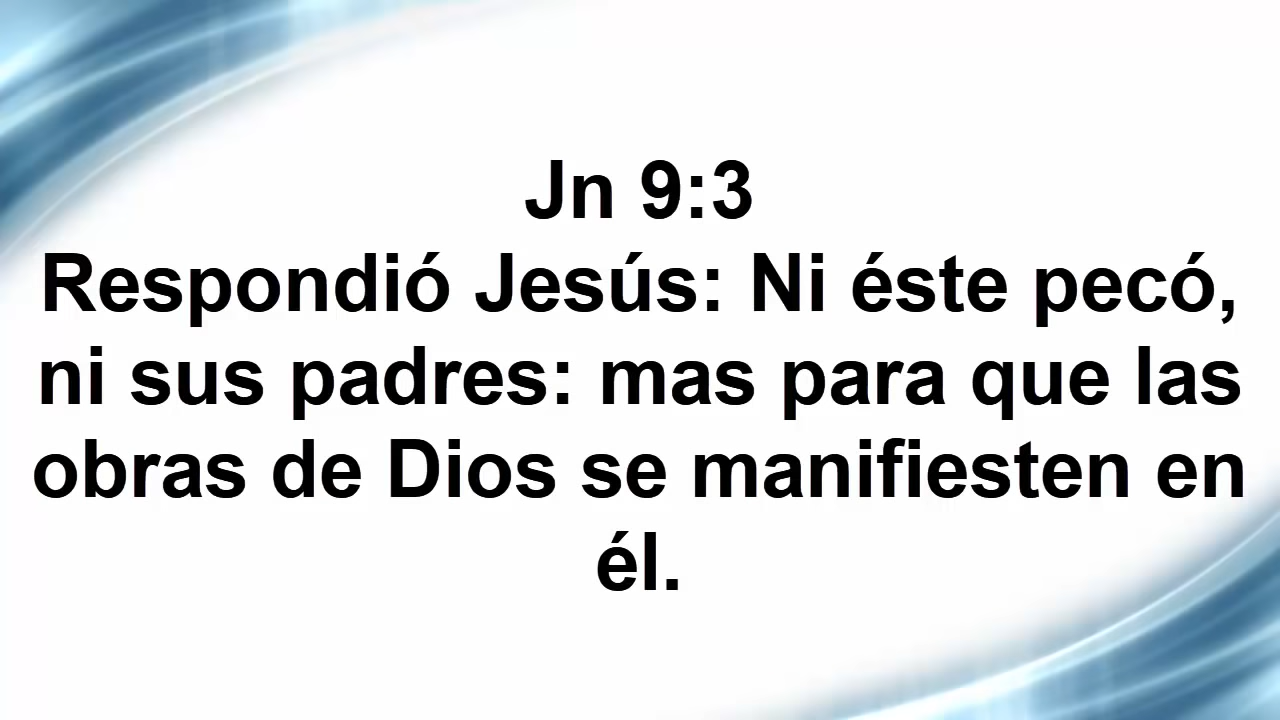 Jn 9:3
Respondió Jesús: Ni éste pecó,
ni sus padres: mas para que las
obras de Dios se manifiesten en
él.